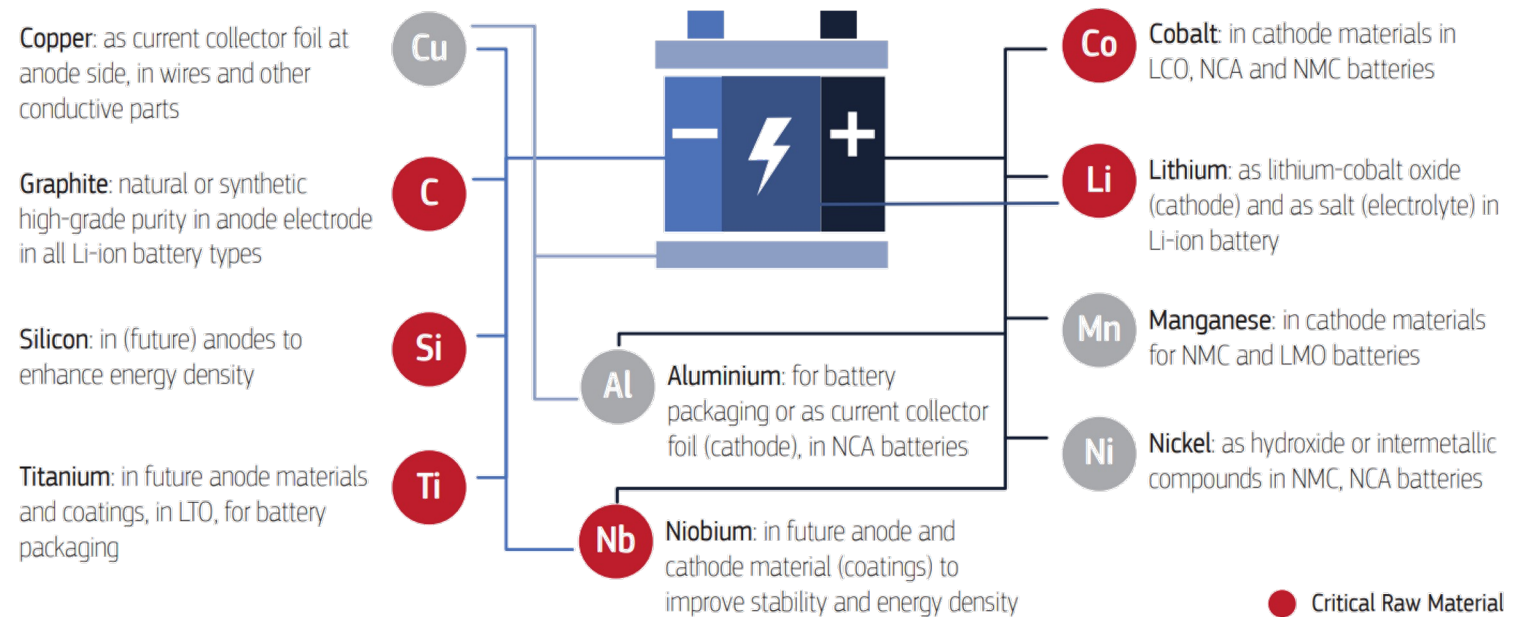 Copper: as current collector foil at
anode side, in wires and other
conductive parts
Cu
Graphite: natural or synthetic
high-grade purity in anode electrode
in all Li-ion battery types
C
Silicon: in (future) anodes to
enhance energy density
Si
Titanium: in future anode materials
and coatings, in LTO, for battery
packaging
Ti
Al
Aluminium: for battery
packaging or as current collector
foil (cathode), in NCA batteries
Nb
Niobium: in future anode and
cathode material (coatings) to
improve stability and energy density
Co
Cobalt: in cathode materials in
LCO, NCA and NMC batteries
Li
Lithium: as lithium-cobalt oxide
(cathode) and as salt (electrolyte) in
Li-ion battery
Mn
Manganese: in cathode materials
for NMC and LMO batteries
Ni
Nickel: as hydroxide or intermetallic
compounds in NMC, NCA batteries
Critical Raw Material